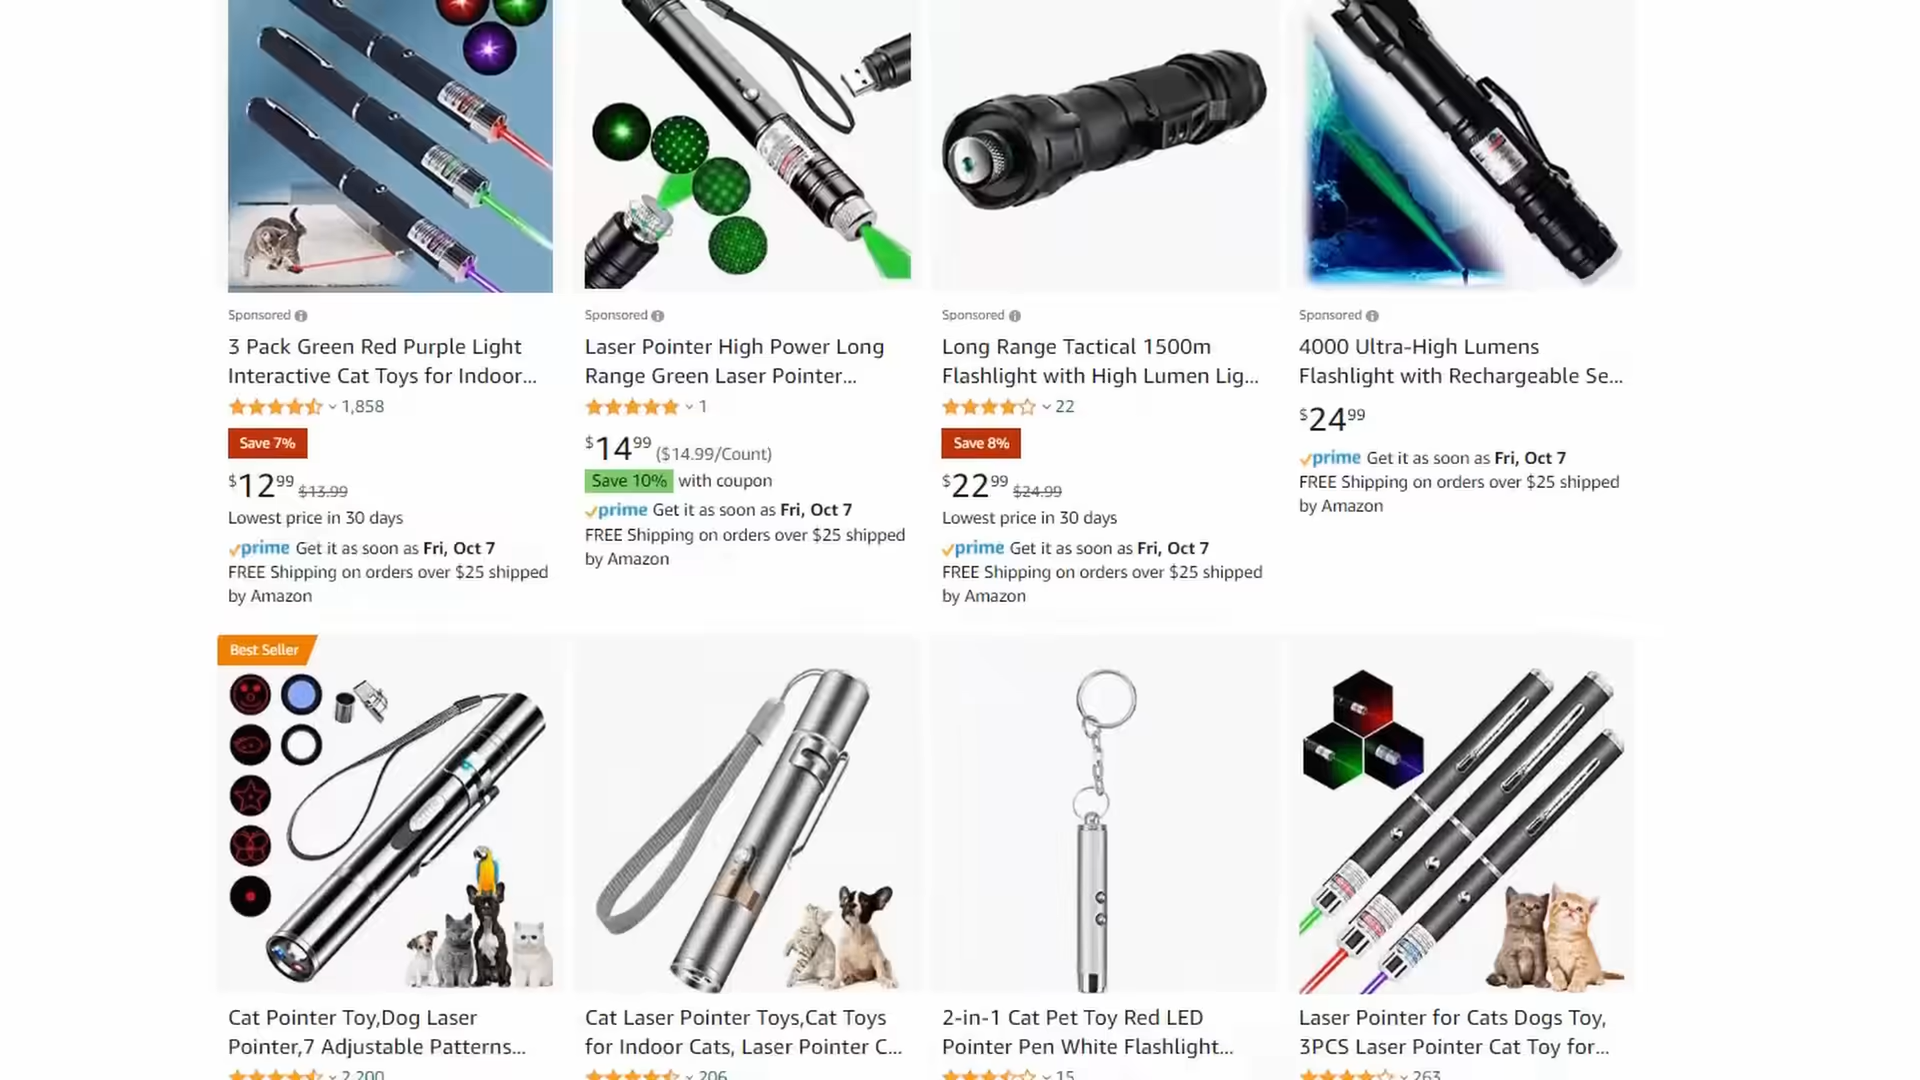 Sponsored
3 Pack Green Red Purple Light
Interactive Cat Toys for Indoor...
1,858
Save 7%
$12.99 $13.99
Lowest price in 30 days
prime Get it as soon as Fri, Oct 7
FREE Shipping on orders over $25 shipped
by Amazon
Sponsored
Laser Pointer High Power Long
Range Green Laser Pointer...
1
$14.99 ($14.99/Count)
Save 10% with coupon
prime Get it as soon as Fri, Oct 7
FREE Shipping on orders over $25 shipped
by Amazon
Sponsored
Long Range Tactical 1500m
Flashlight with High Lumen Lig...
22
Save 8%
$22.99 $24.99
Lowest price in 30 days
prime Get it as soon as Fri, Oct 7
FREE Shipping on orders over $25 shipped
by Amazon
Sponsored
4000 Ultra-High Lumens
Flashlight with Rechargeable Se...
$24.99
prime Get it as soon as Fri, Oct 7
FREE Shipping on orders over $25 shipped
by Amazon
Best Seller
Cat Pointer Toy,Dog Laser
Pointer,7 Adjustable Patterns...
2,200
Cat Laser Pointer Toys,Cat Toys
for Indoor Cats, Laser Pointer C...
206
2-in-1 Cat Pet Toy Red LED
Pointer Pen White Flashlight...
15
Laser Pointer for Cats Dogs Toy,
3PCS Laser Pointer Cat Toy for...
263